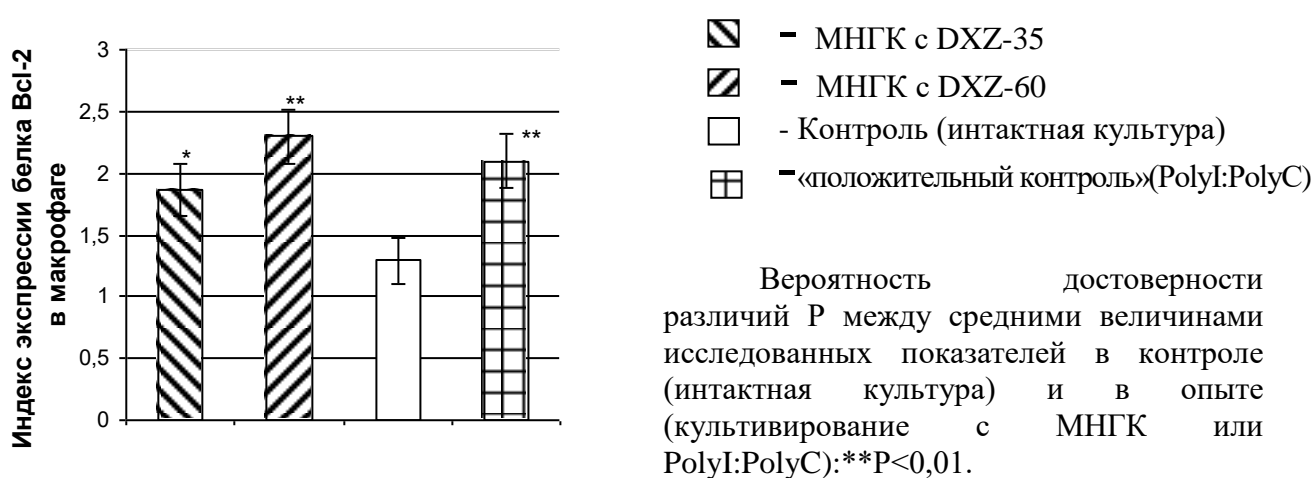 Индекс экспрессии белка Bcl-2
в макрофаге
3
2,5
2
1,5
1
0,5
0
*
**
**
- МНГК с DXZ-35
- МНГК с DXZ-60
- Контроль (интактная культура)
-«положительный контроль»(PolyI:PolyC)
Вероятность достоверности
различий P между средними величинами
исследованных показателей в контроле
(интактная культура) и в опыте
(культивирование с МНГК или
PolyI:PolyC):**P<0,01.